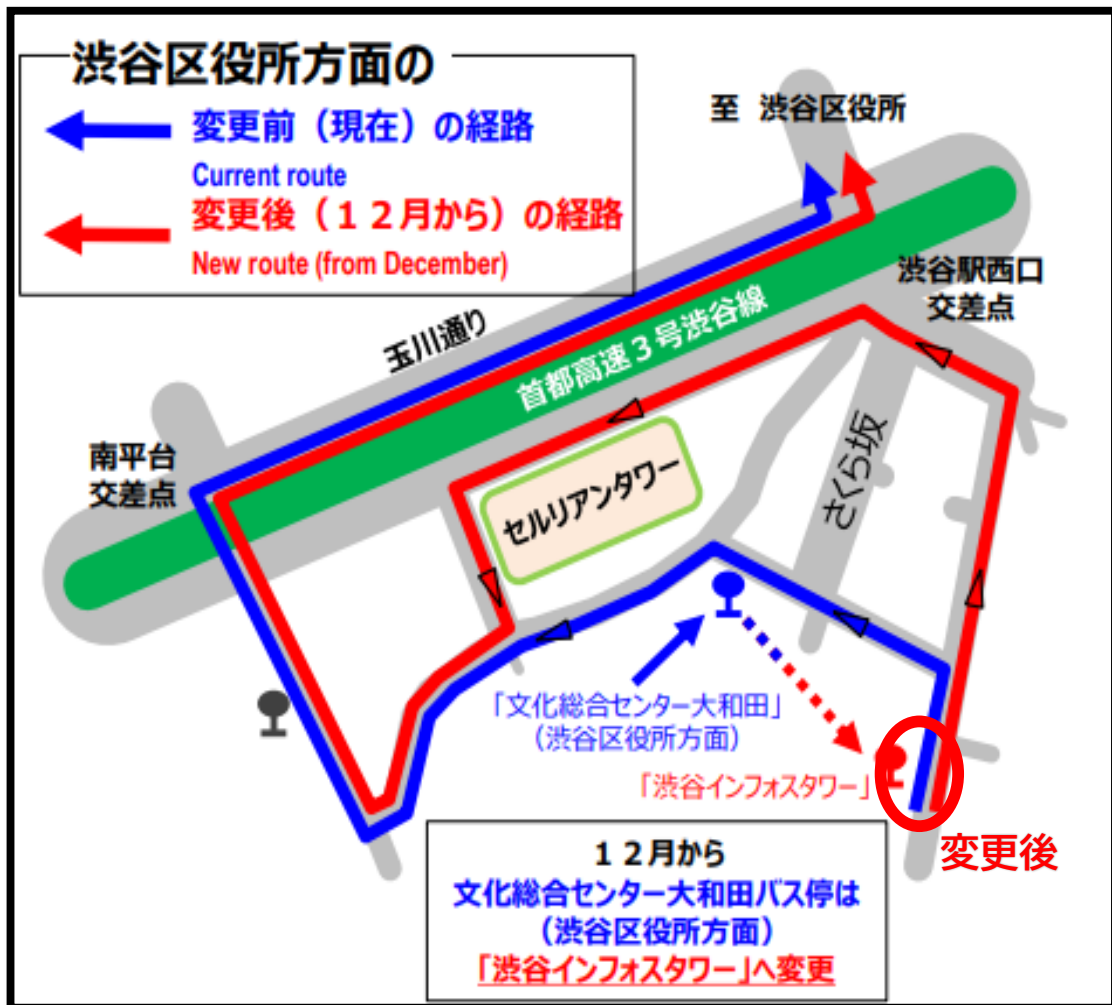 渋谷区役所方面の
変更前（現在）の経路
Current route
変更後（１２月から）の経路
New route (from December)
至 渋谷区役所
渋谷駅西口
交差点
玉川通り
首都高速３号渋谷線
南平台
交差点
セルリアンタワー
さくら坂
「文化総合センター大和田」
（渋谷区役所方面）
「渋谷インフォスタワー」
変更後
１２月から
文化総合センター大和田バス停は
（渋谷区役所方面）
「渋谷インフォスタワー」へ変更